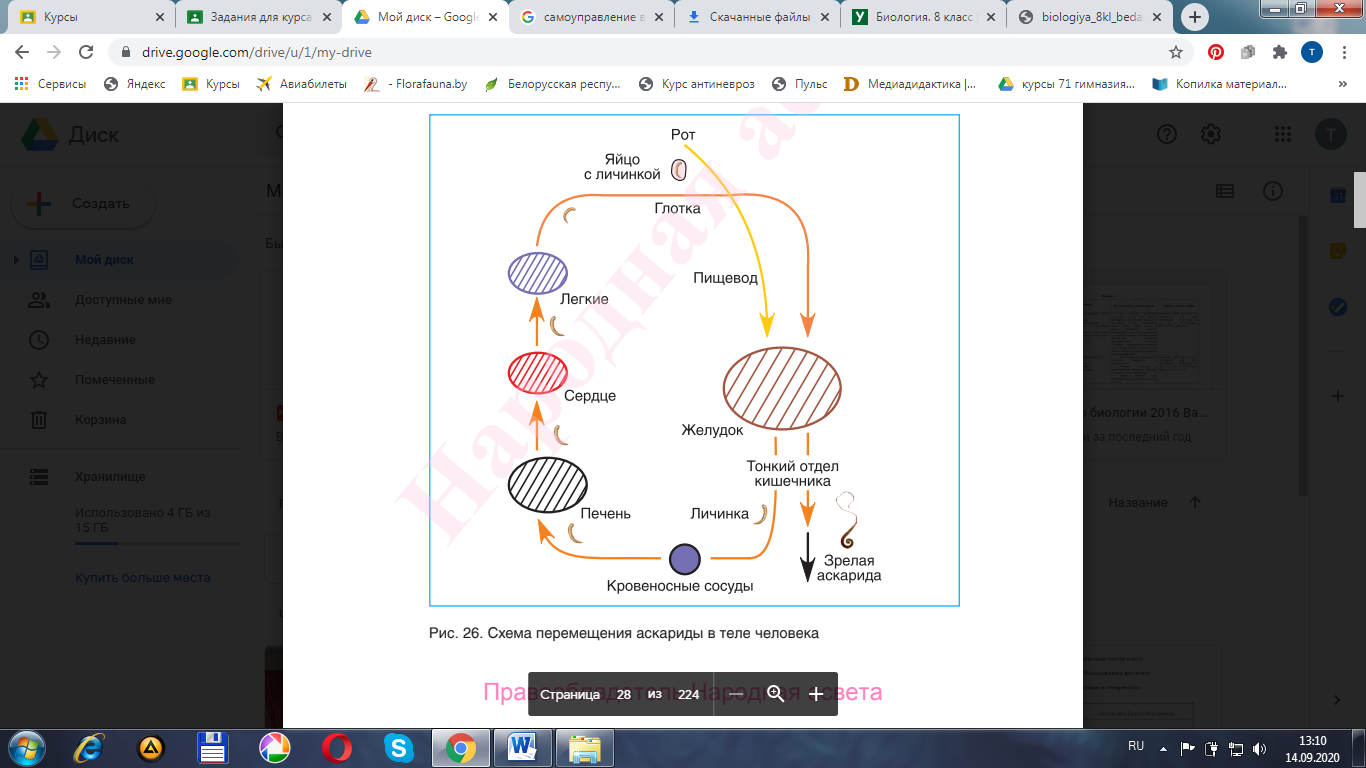 Курсы
Задания для курса
Мой диск – Google
самоуправление в
Скачанные файлы
Биология. 8 класс
biologiya_8kl_beda
drive.google.com/drive/u/1/my-drive
T
Сервисы
Яндекс
Курсы
Авиабилеты
- Florafauna.by
Белорусская респу...
Курс антиневроз
Пульс
Медиадидактика |...
курсы 71 гимназия...
Копилка материал...
»
Диск
T
Создать
Мой диск
Доступные мне
Недавние
Помеченные
Корзина
Хранилище
Использовано 4 ГБ из
15 ГБ
Купить больше места
Рот
Яйцо
с личинкой
Глотка
Пищевод
Легкие
Сердце
Желудок
Тонкий отдел
кишечника
Печень
Личинка
Зрелая
аскарида
Кровеносные сосуды
Народная ас
Рис. 26. Схема перемещения аскариды в теле человека
Страница 28 из 224
биологии 2016 Ва...
и за последний год
Название
RU
13:10
14.09.2020